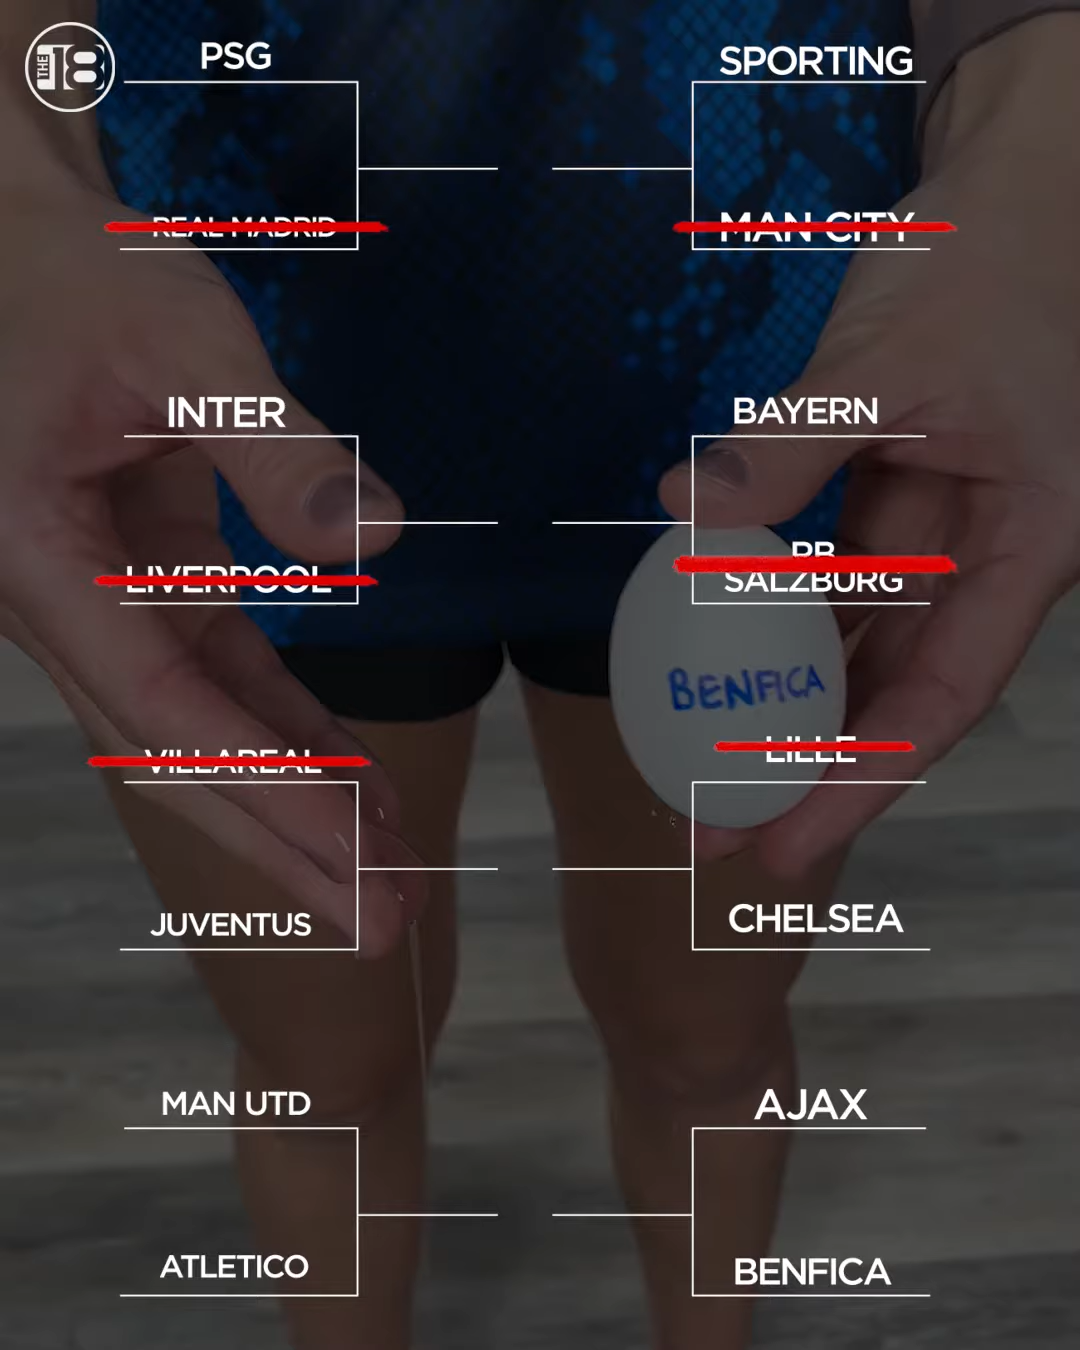 THE 18
PSG
SPORTING
REAL MADRID
MAN CITY
INTER
BAYERN
LIVERPOOL
RB
SALZBURG
BENFICA
VILLAREAL
LILLE
JUVENTUS
CHELSEA
MAN UTD
AJAX
ATLETICO
BENFICA